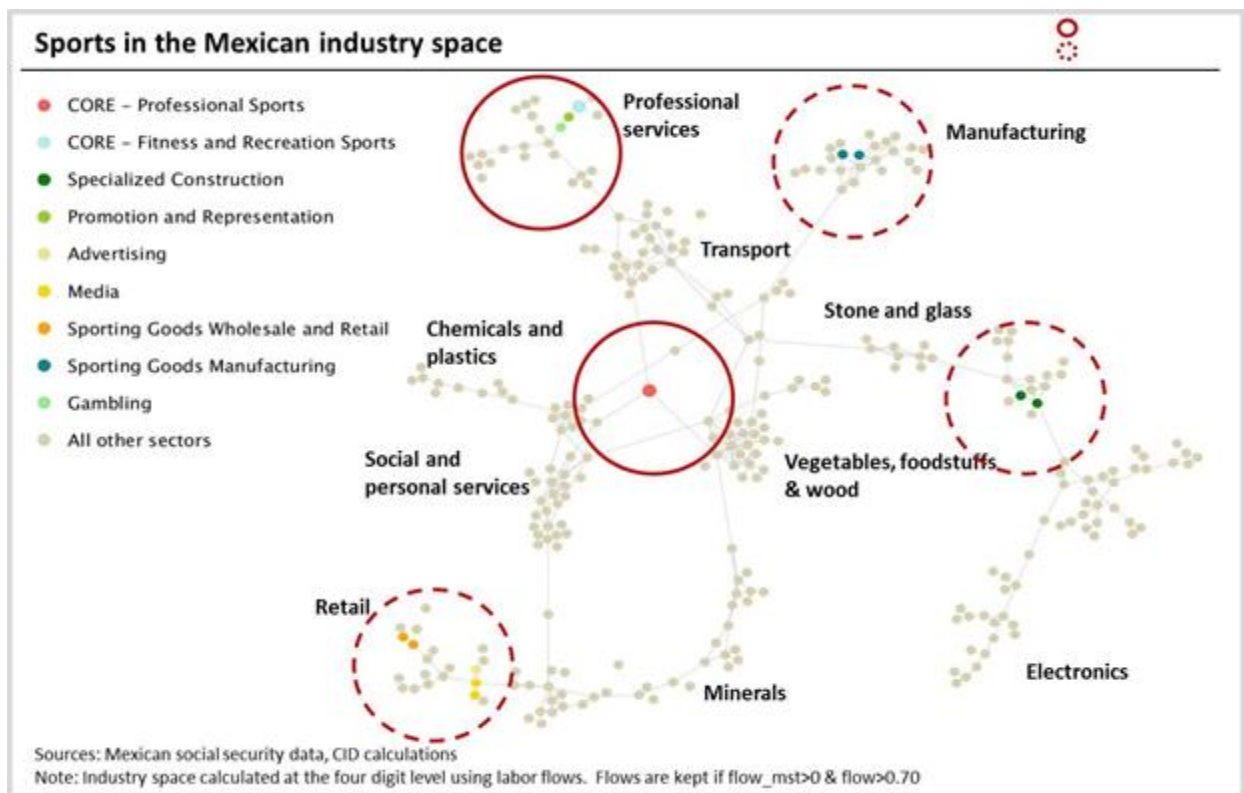 Sports in the Mexican industry space
CORE – Professional Sports
CORE – Fitness and Recreation Sports
Specialized Construction
Promotion and Representation
Advertising
Media
Sporting Goods Wholesale and Retail
Sporting Goods Manufacturing
Gambling
All other sectors
Professional
services
Manufacturing
Transport
Stone and glass
Chemicals and
plastics
Social and
personal services
Vegetables, foodstuffs
& wood
Retail
Minerals
Electronics
Sources: Mexican social security data, CID calculations
Note: Industry space calculated at the four digit level using labor flows.  Flows are kept if flow_mst>0 & flow>0.70